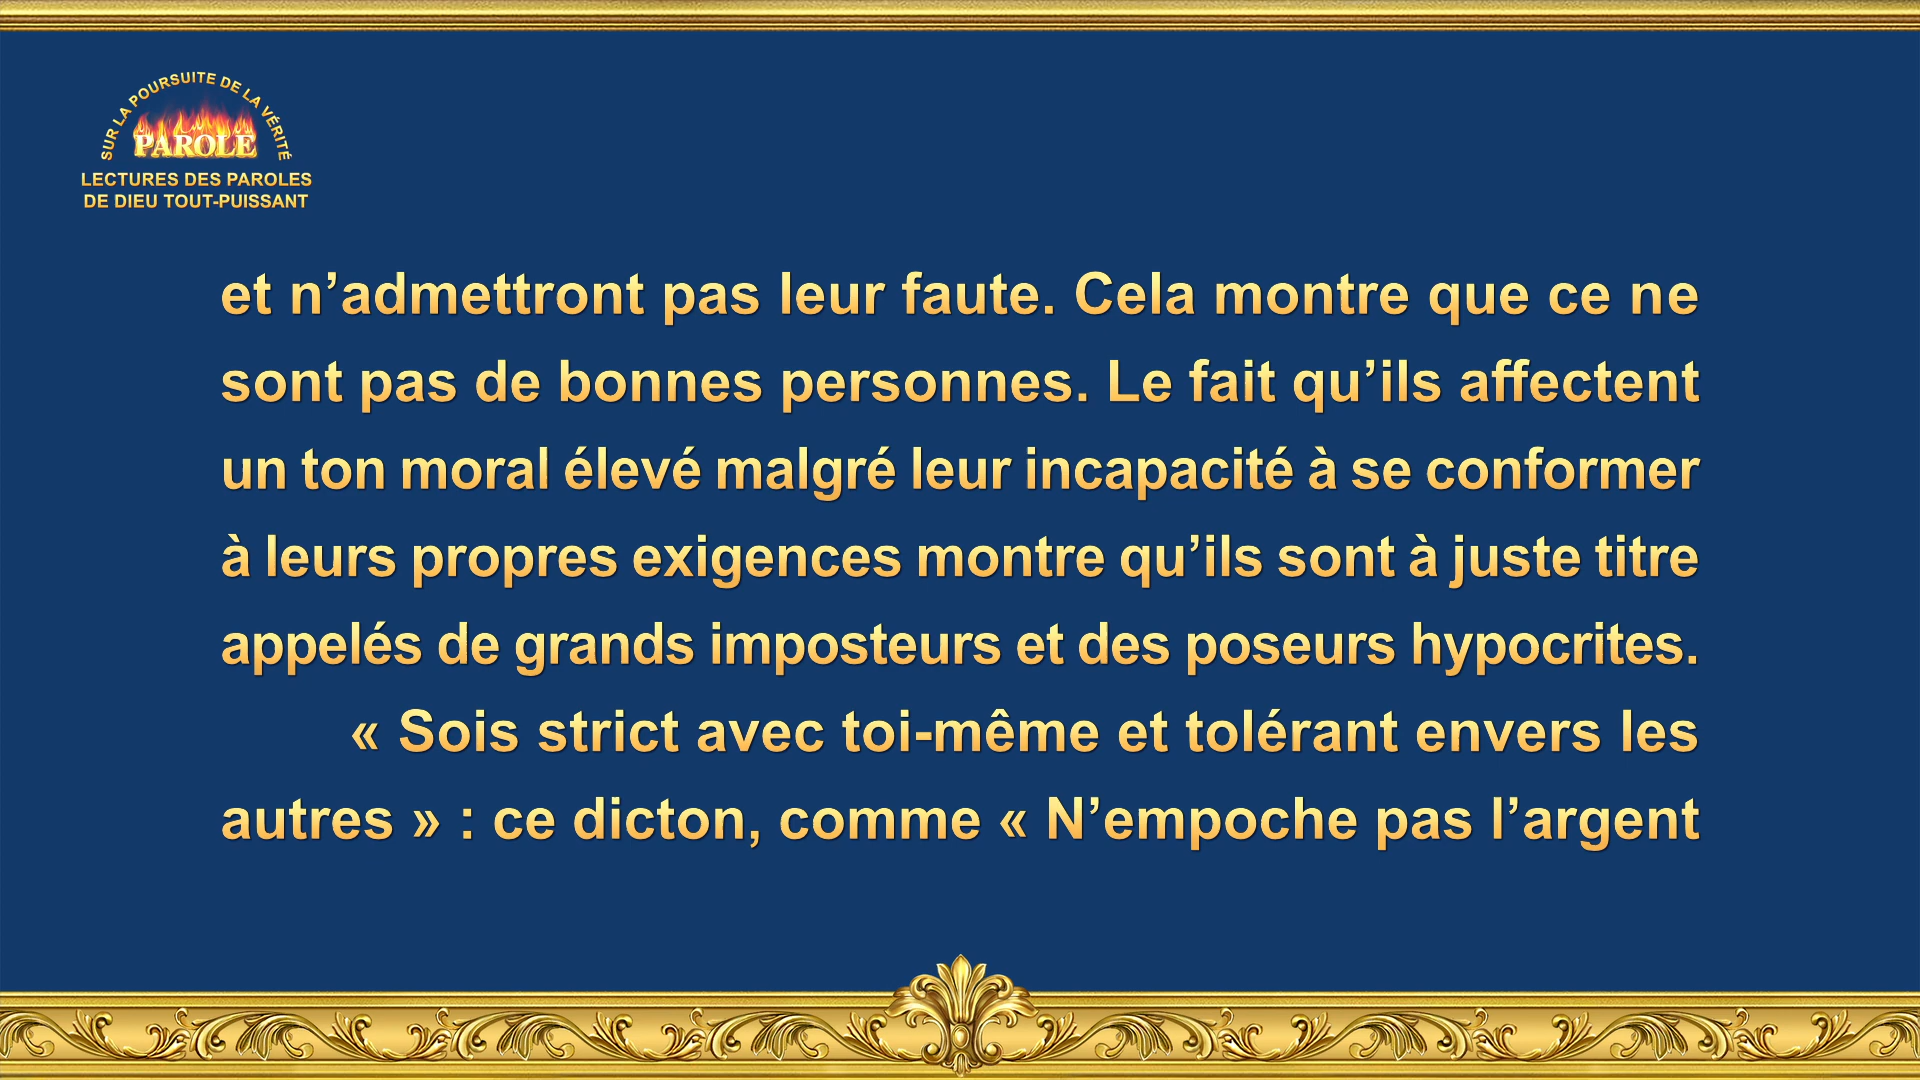 SUR LA POURSUITE DE LA VÉRITÉ
PAROLE
LECTURES DES PAROLES
DE DIEU TOUT-PUISSANT
et n’admettront pas leur faute. Cela montre que ce ne
sont pas de bonnes personnes. Le fait qu’ils affectent
un ton moral élevé malgré leur incapacité à se conformer
à leurs propres exigences montre qu’ils sont à juste titre
appelés de grands imposteurs et des poseurs hypocrites.
« Sois strict avec toi-même et tolérant envers les
autres » : ce dicton, comme « N’empoche pas l’argent